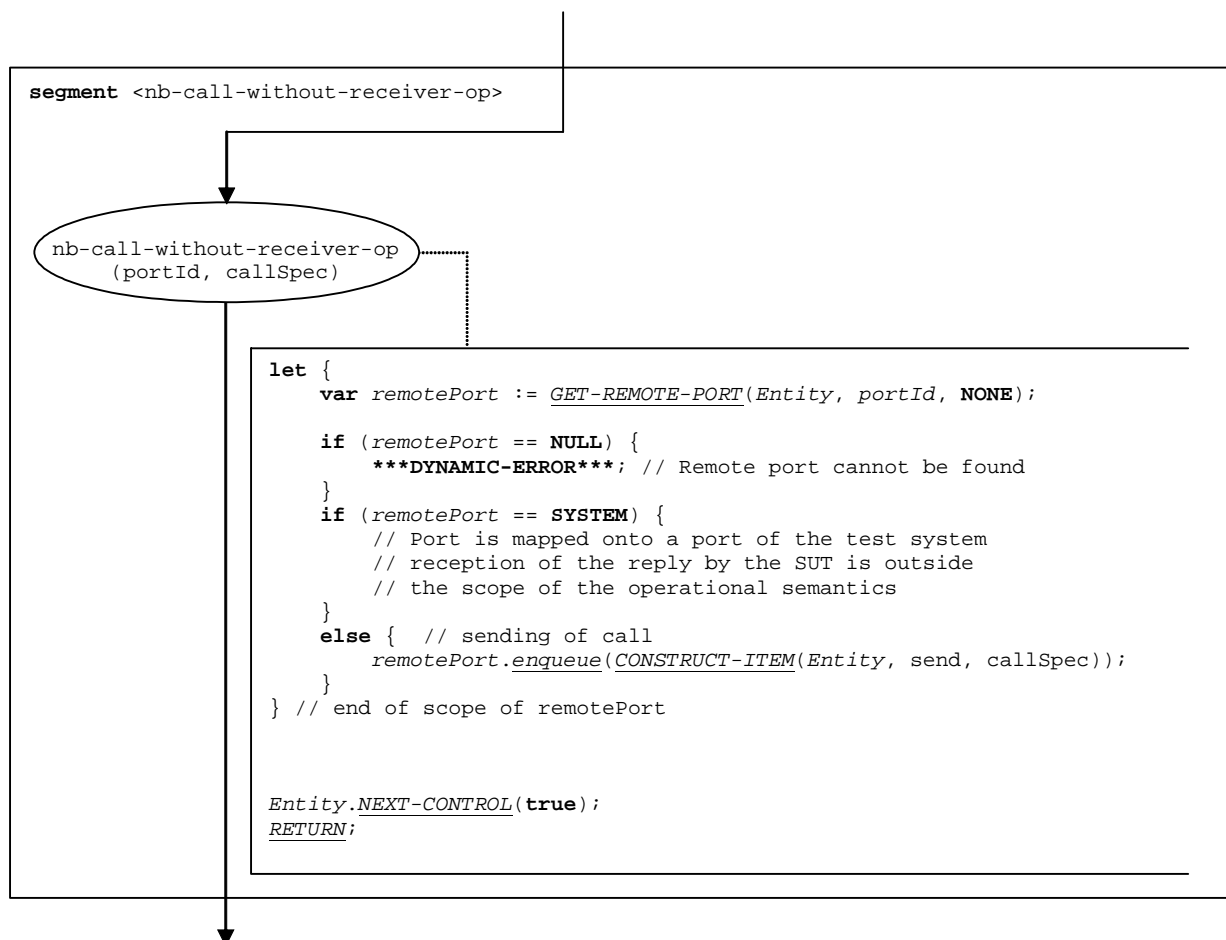 segment <nb-call-without-receiver-op>
nb-call-without-receiver-op
(portId, callSpec)
let {
var remotePort := GET-REMOTE-PORT(Entity, portId, NONE);
if (remotePort == NULL) {
***DYNAMIC-ERROR***; // Remote port cannot be found
}
if (remotePort == SYSTEM) {
// Port is mapped onto a port of the test system
// reception of the reply by the SUT is outside
// the scope of the operational semantics
}
else { // sending of call
remotePort.enqueue(CONSTRUCT-ITEM(Entity, send, callSpec));
}
} // end of scope of remotePort
Entity.NEXT-CONTROL(true);
RETURN;